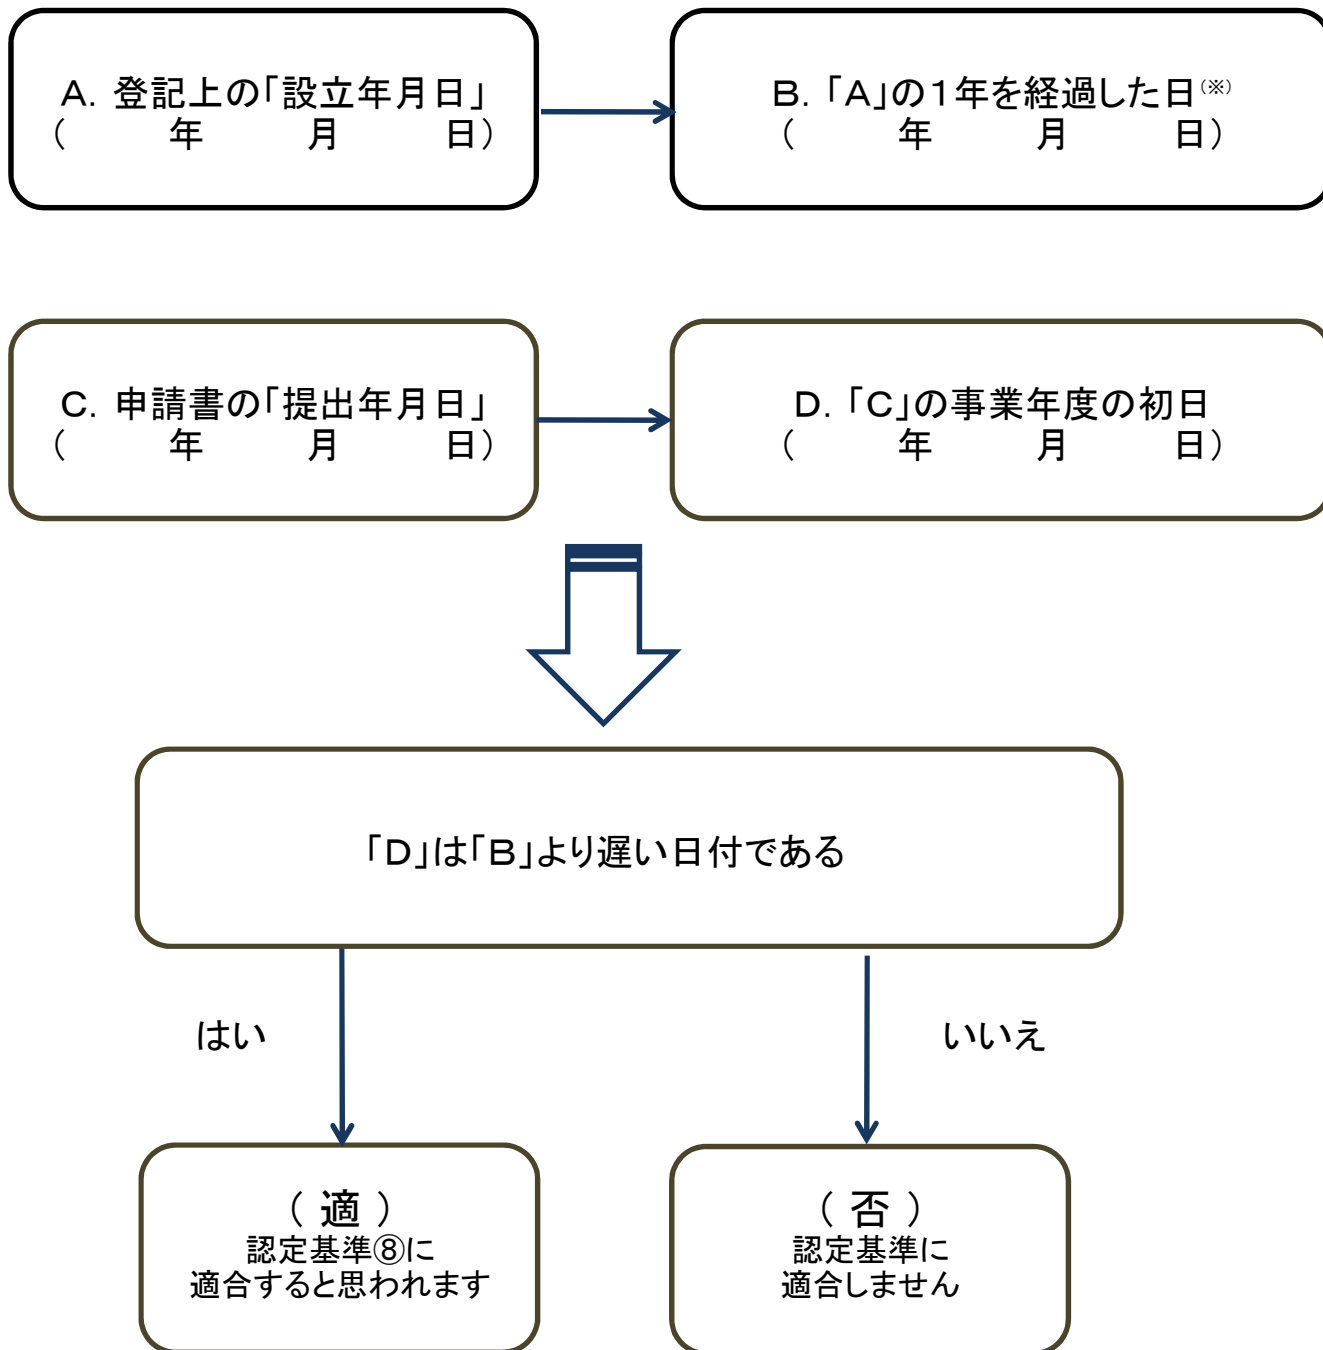 A. 登記上の「設立年月日」
(　　　年　　　月　　　日)
B. 「A」の１年を経過した日(※)
(　　　年　　　月　　　日)
C. 申請書の「提出年月日」
(　　　年　　　月　　　日)
D. 「C」の事業年度の初日
(　　　年　　　月　　　日)
「D」は「B」より遅い日付である
はい
いいえ
( 適 )
認定基準⑧に
適合すると思われます
( 否 )
認定基準に
適合しません